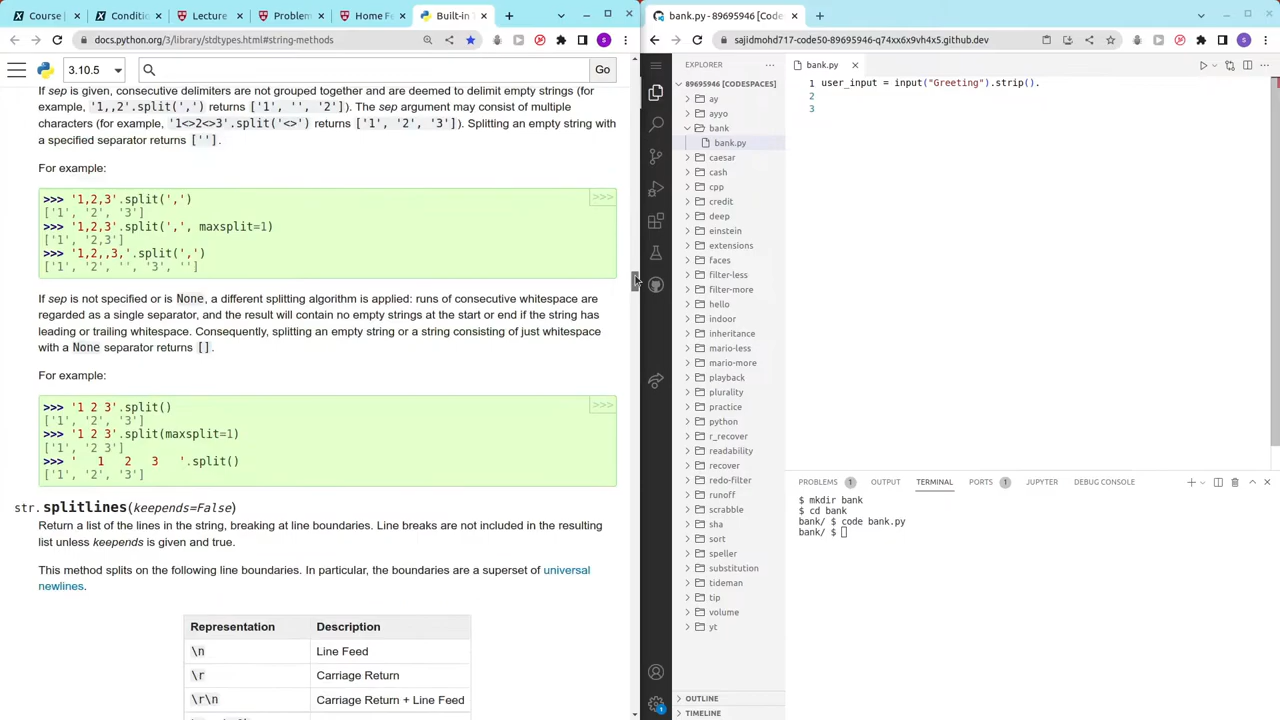 Course
Conditio
Lecture
Problem
Home Fe
Built-in
docs.python.org/3/library/stdtypes.html#string-methods
3.10.5
Go
If sep is given, consecutive delimiters are not grouped together and are deemed to delimit empty strings (for
example, '1,,2'.split(',') returns ['1', '', '2']). The sep argument may consist of multiple
characters (for example, '1<>2<>3'.split('<>') returns ['1', '2', '3']). Splitting an empty string with
a specified separator returns [''].
For example:
>>> '1,2,3'.split(',')
['1', '2', '3']
>>> '1,2,3'.split(',', maxsplit=1)
['1', '2,3']
>>> '1,2,,3,'.split(',')
['1', '2', '', '3', '']
>>>
If sep is not specified or is None, a different splitting algorithm is applied: runs of consecutive whitespace are
regarded as a single separator, and the result will contain no empty strings at the start or end if the string has
leading or trailing whitespace. Consequently, splitting an empty string or a string consisting of just whitespace
with a None separator returns [].
For example:
>>> '1 2 3'.split()
['1', '2', '3']
>>> '1 2 3'.split(maxsplit=1)
['1', '2 3']
>>> '   1   2   3   '.split()
['1', '2', '3']
>>>
str.splitlines(keepends=False)
Return a list of the lines in the string, breaking at line boundaries. Line breaks are not included in the resulting
list unless keepends is given and true.
This method splits on the following line boundaries. In particular, the boundaries are a superset of universal
newlines.
Representation Description
\n Line Feed
\r Carriage Return
\r\n Carriage Return + Line Feed
bank.py - 89695946 [Code
sajidmohd717-code50-89695946-q74xx6x9vh4x5.github.dev
EXPLORER
89695946 [CODESPACES]
ay
ayyo
bank
bank.py
caesar
cash
cpp
credit
deep
einstein
extensions
faces
filter-less
filter-more
hello
indoor
inheritance
mario-less
mario-more
playback
plurality
practice
python
r_recover
readability
recover
redo-filter
runoff
scrabble
sha
sort
speller
substitution
tideman
tip
volume
yt
OUTLINE
TIMELINE
bank.py
1 user_input = input("Greeting").strip().
2
3
PROBLEMS 1 OUTPUT TERMINAL PORTS 1 JUPYTER DEBUG CONSOLE
$ mkdir bank
$ cd bank
bank/ $ code bank.py
bank/ $